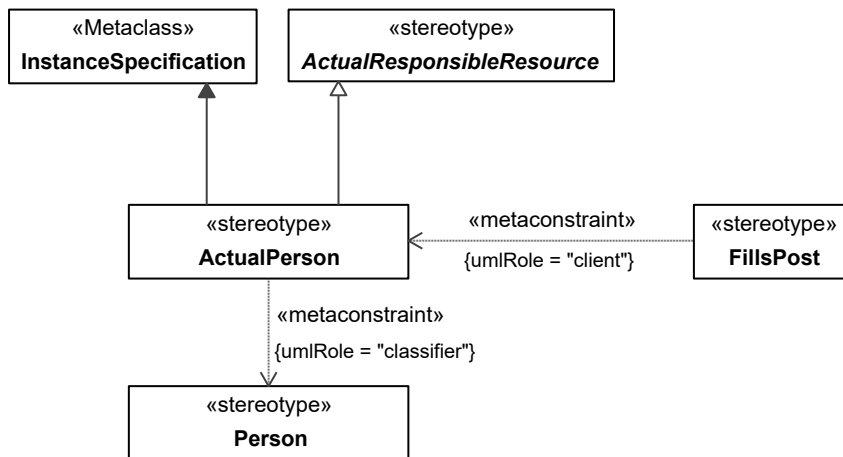 «Metaclass»
InstanceSpecification
«stereotype»
ActualResponsibleResource
«stereotype»
ActualPerson
«metaconstraint»
{umlRole = "client"}
«stereotype»
FillsPost
«metaconstraint»
{umlRole = "classifier"}
«stereotype»
Person